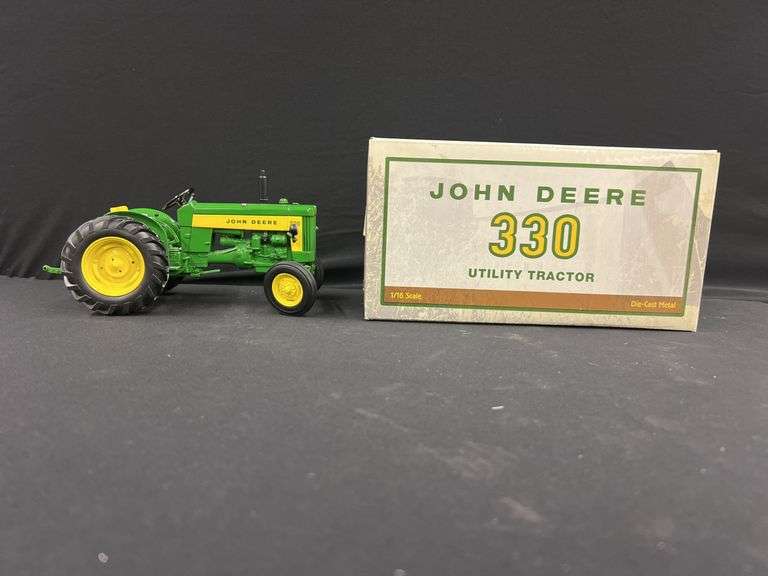 JOHN DEERE
JOHN DEERE
330
UTILITY TRACTOR
1/16 Scale
Die-Cast Metal